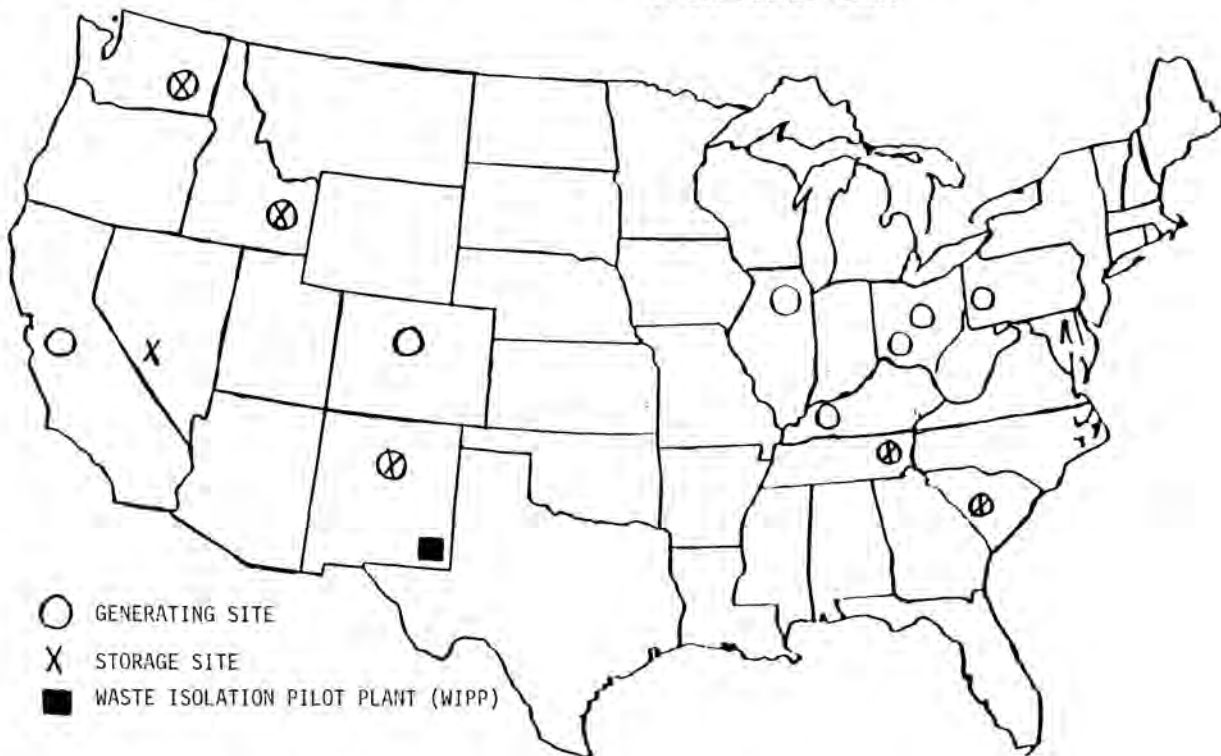 GENERATING SITE
X STORAGE SITE
WASTE ISOLATION PILOT PLANT (WIPP)